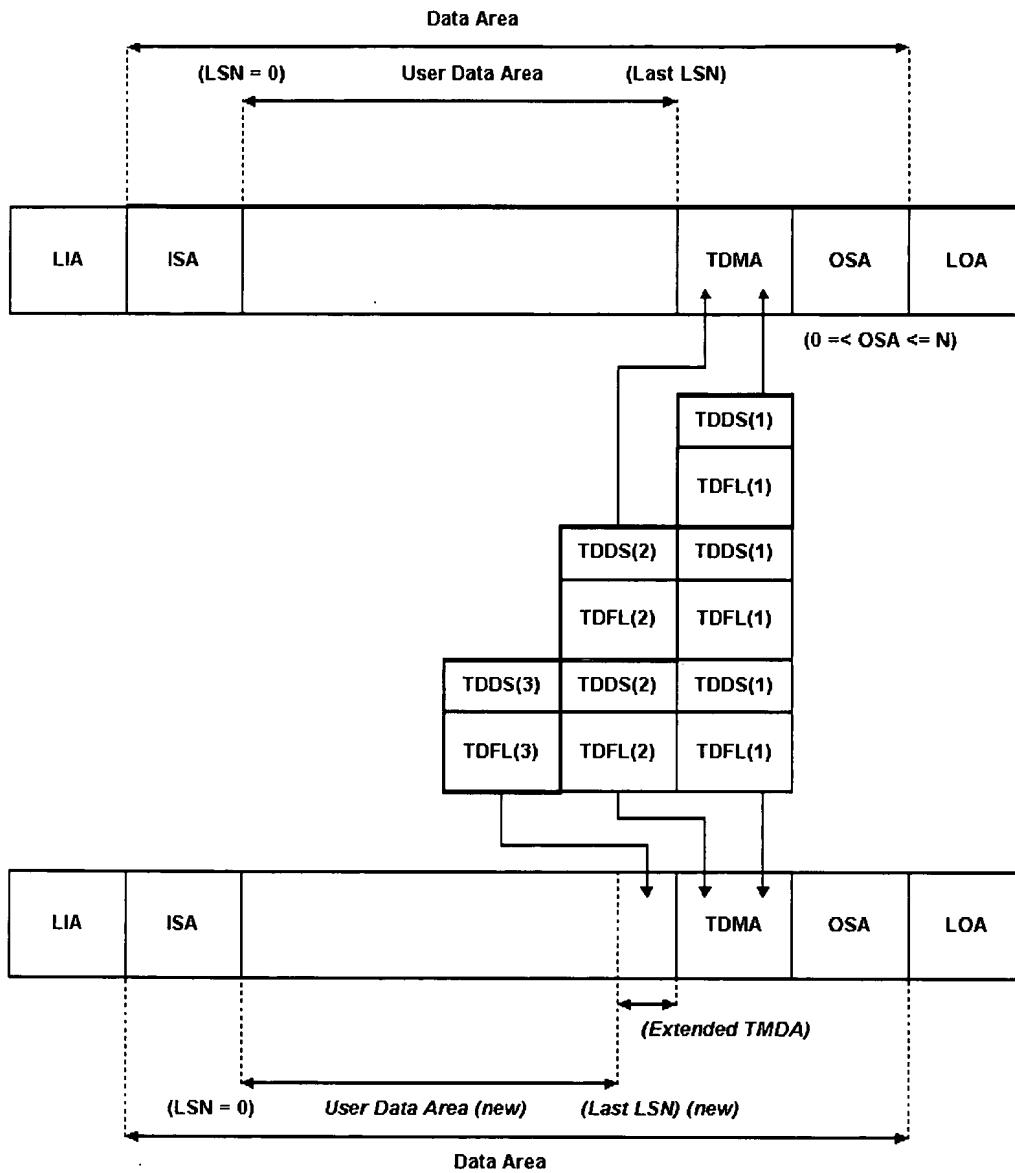 Data Area
(LSN = 0) User Data Area (Last LSN)
LIA ISA TDMA OSA LOA
(0 =< OSA <= N)
TDDS(1)
TDFL(1)
TDDS(2) TDDS(1)
TDFL(2) TDFL(1)
TDDS(3) TDDS(2) TDDS(1)
TDFL(3) TDFL(2) TDFL(1)
LIA ISA TDMA OSA LOA
(Extended TMDA)
(LSN = 0) User Data Area (new) (Last LSN) (new)
Data Area